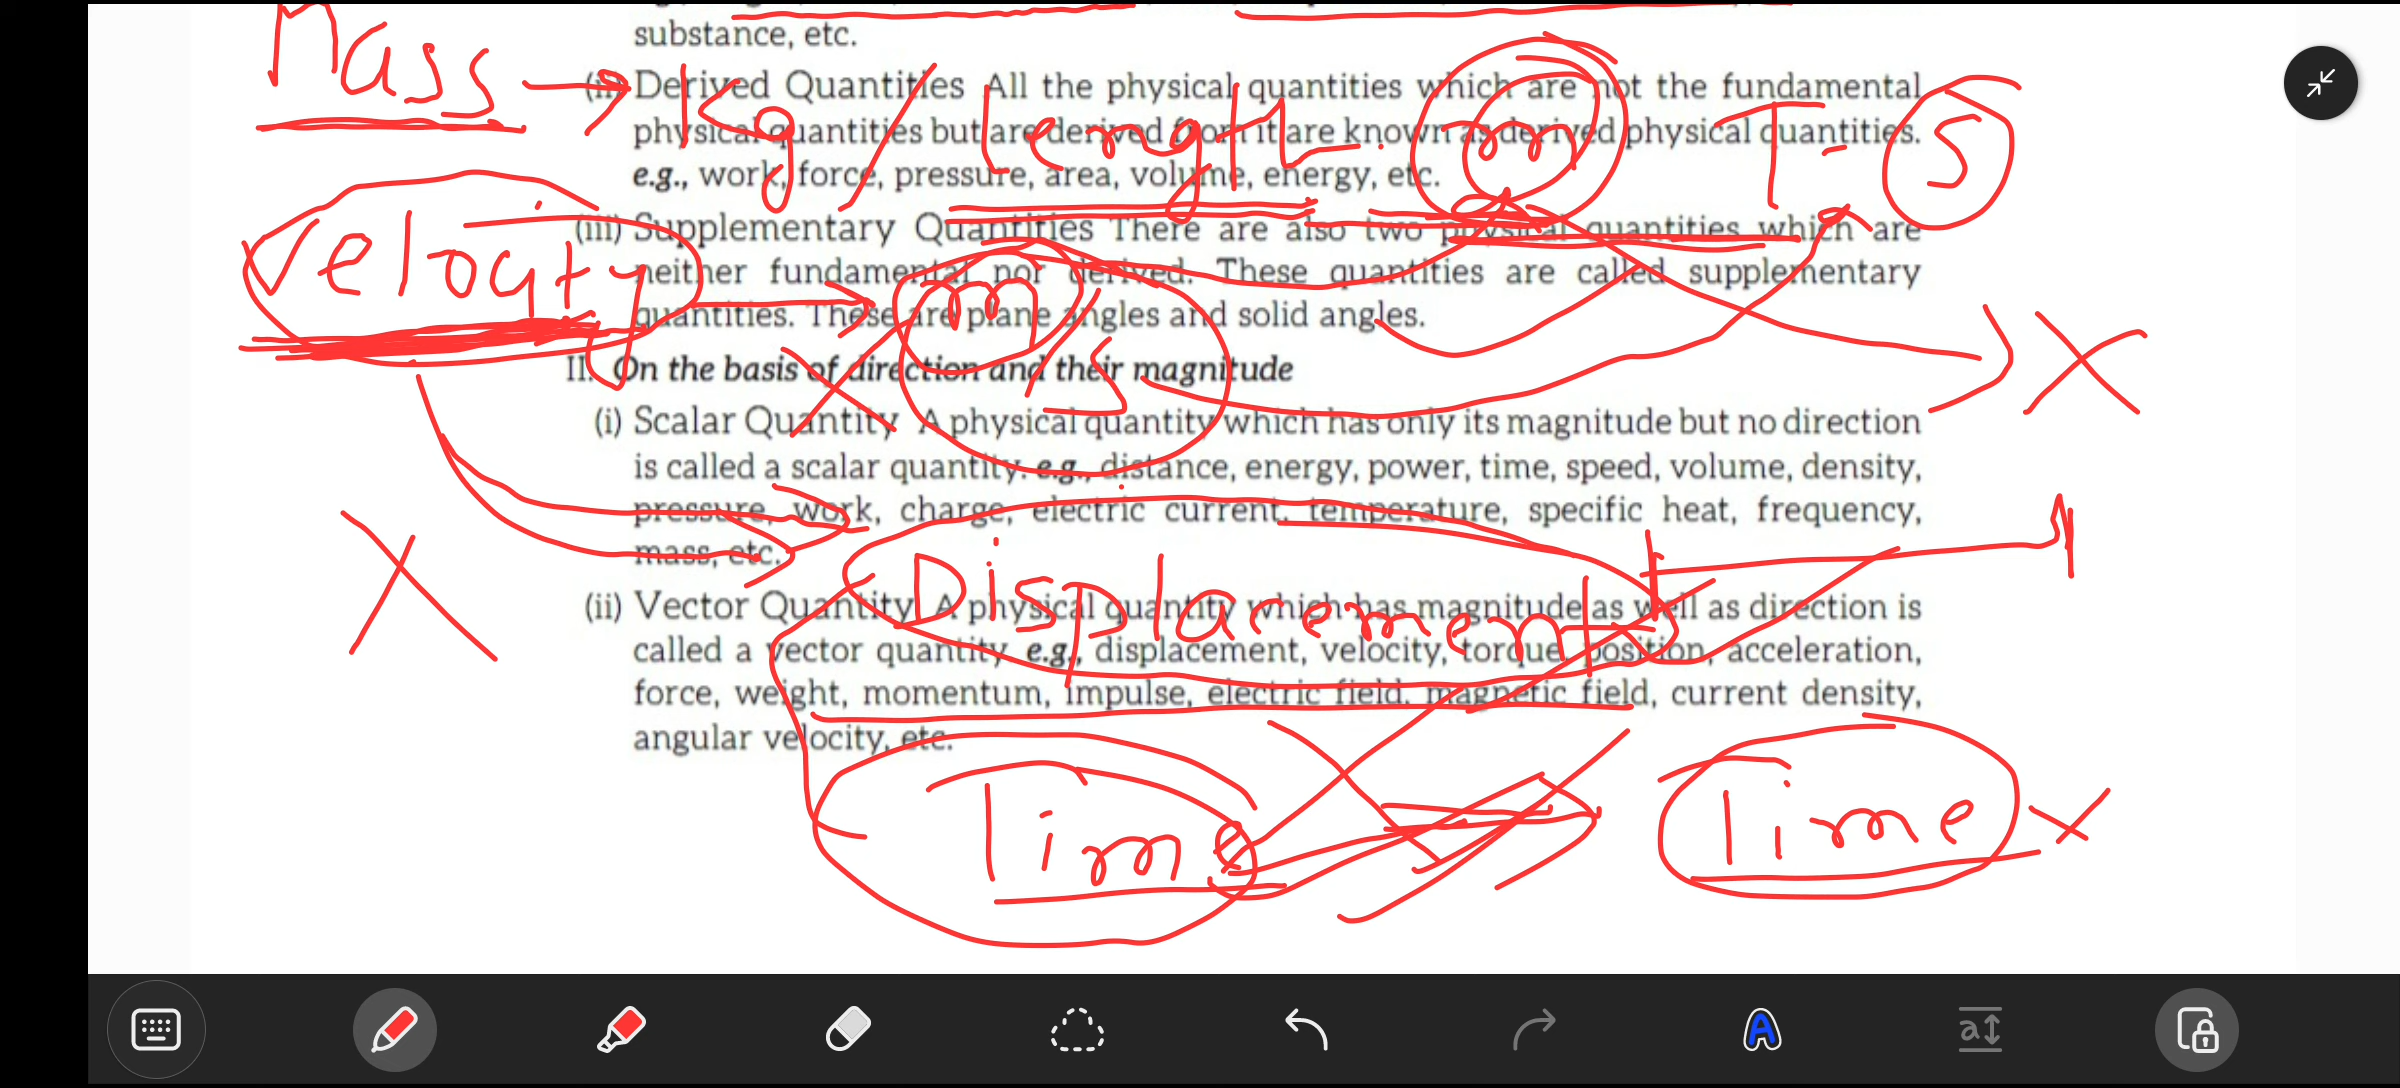 substance, etc.
Mass → kg / Length - m T - S
(ii) Derived Quantities All the physical quantities which are not the fundamental
physical quantities but are derived from it are known as derived physical quantities.
e.g., work, force, pressure, area, volume, energy, etc.
(iii) Supplementary Quantities There are also two physical quantities which are
neither fundamental nor derived. These quantities are called supplementary
quantities. These are plane angles and solid angles.
Velocity → m/s
II. On the basis of direction and their magnitude
(i) Scalar Quantity A physical quantity which has only its magnitude but no direction
is called a scalar quantity. e.g., distance, energy, power, time, speed, volume, density,
pressure, work, charge, electric current, temperature, specific heat, frequency,
mass, etc.
Displacement
(ii) Vector Quantity A physical quantity which has magnitude as well as direction is
called a vector quantity e.g., displacement, velocity, torque, position, acceleration,
force, weight, momentum, impulse, electric field, magnetic field, current density,
angular velocity, etc.
Time Time